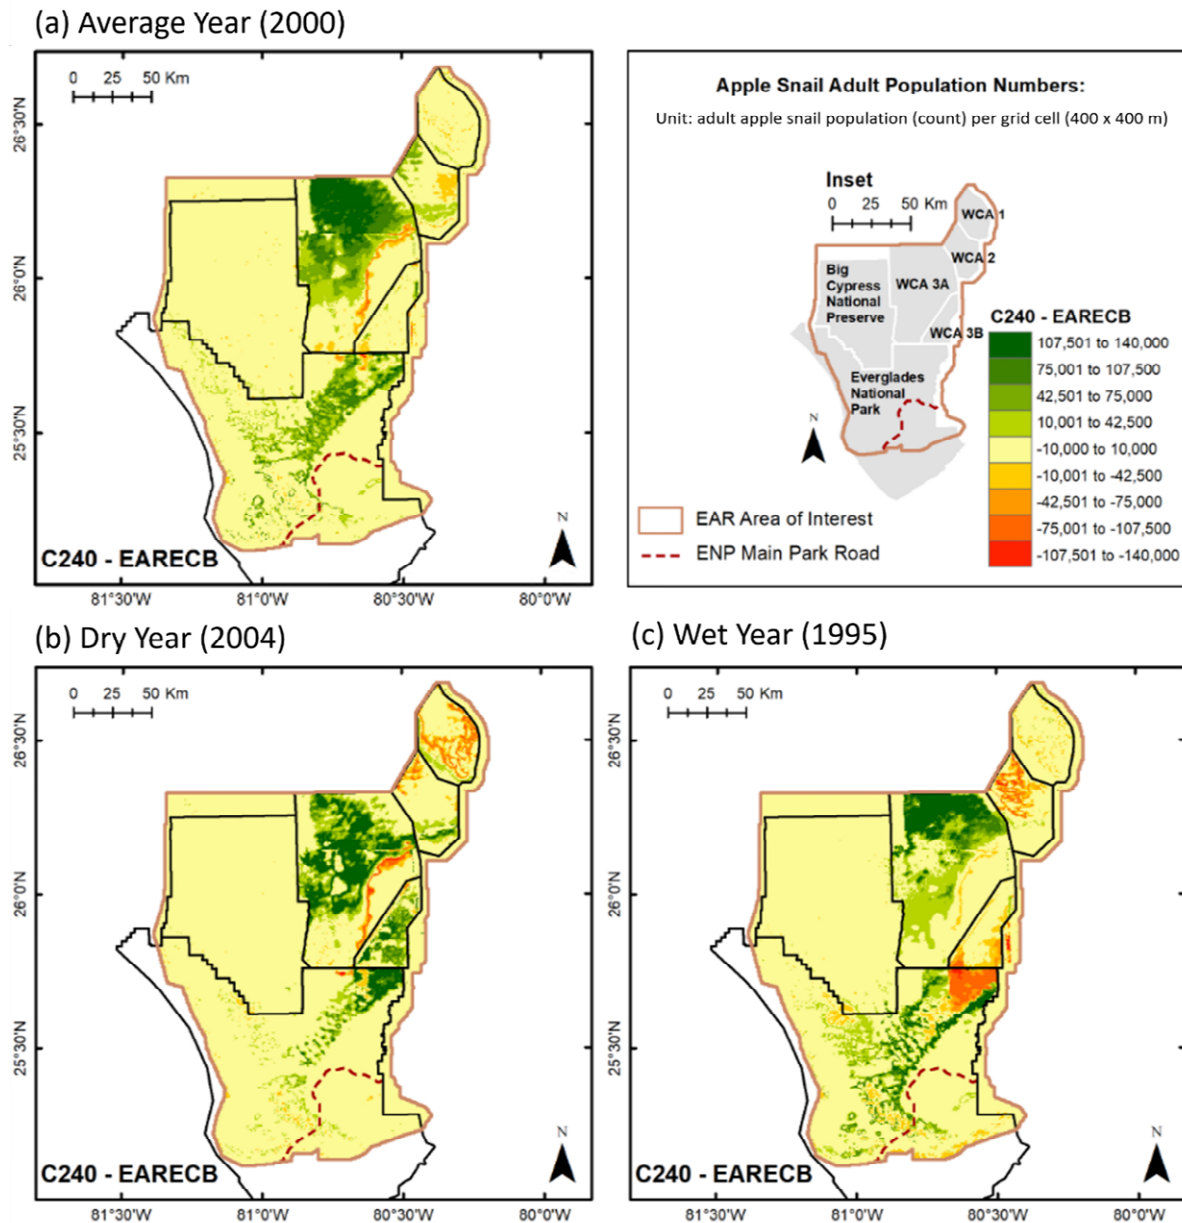 (a) Average Year (2000)
0 25 50 Km
26°30'N
26°0'N
25°30'N
N
C240 - EARECB
81°30'W 81°0'W 80°30'W 80°0'W
Apple Snail Adult Population Numbers:
Unit: adult apple snail population (count) per grid cell (400 x 400 m)
Inset
0 25 50 Km
WCA 1
WCA 2
Big
Cypress
National
Preserve
WCA 3A
WCA 3B
Everglades
National
Park
N
C240 - EARECB
107,501 to 140,000
75,001 to 107,500
42,501 to 75,000
10,001 to 42,500
-10,000 to 10,000
-10,001 to -42,500
-42,501 to -75,000
-75,001 to -107,500
-107,501 to -140,000
EAR Area of Interest
ENP Main Park Road
(b) Dry Year (2004)
0 25 50 Km
26°30'N
26°0'N
25°30'N
N
C240 - EARECB
81°30'W 81°0'W 80°30'W 80°0'W
(c) Wet Year (1995)
0 25 50 Km
26°30'N
26°0'N
25°30'N
N
C240 - EARECB
81°30'W 81°0'W 80°30'W 80°0'W